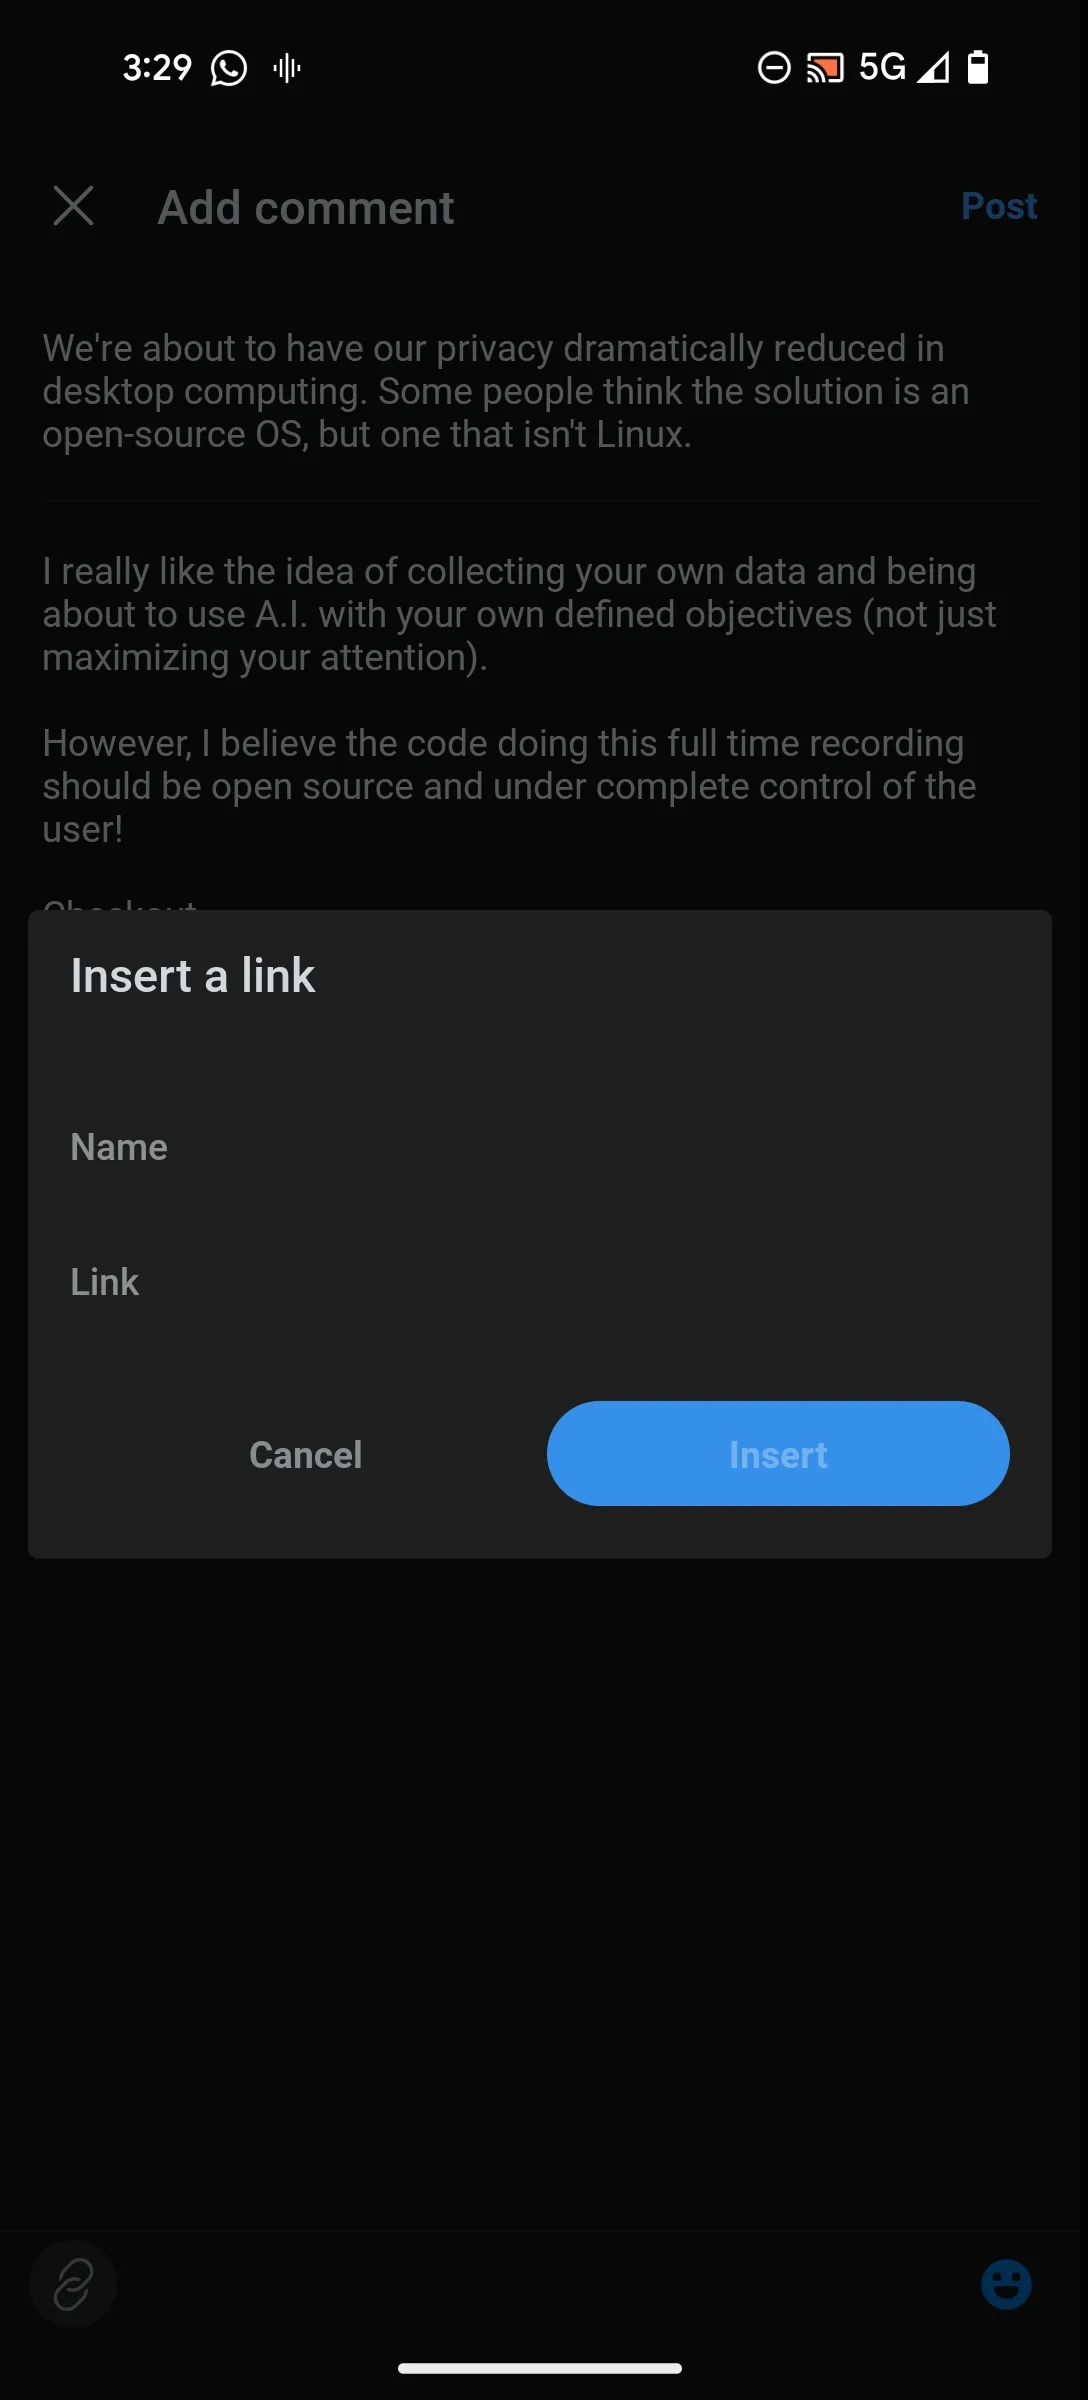 3:29
5G
Add comment
Post
We're about to have our privacy dramatically reduced in
desktop computing. Some people think the solution is an
open-source OS, but one that isn't Linux.
I really like the idea of collecting your own data and being
about to use A.I. with your own defined objectives (not just
maximizing your attention).
However, I believe the code doing this full time recording
should be open source and under complete control of the
user!
Checkout
Insert a link
Name
Link
Cancel
Insert